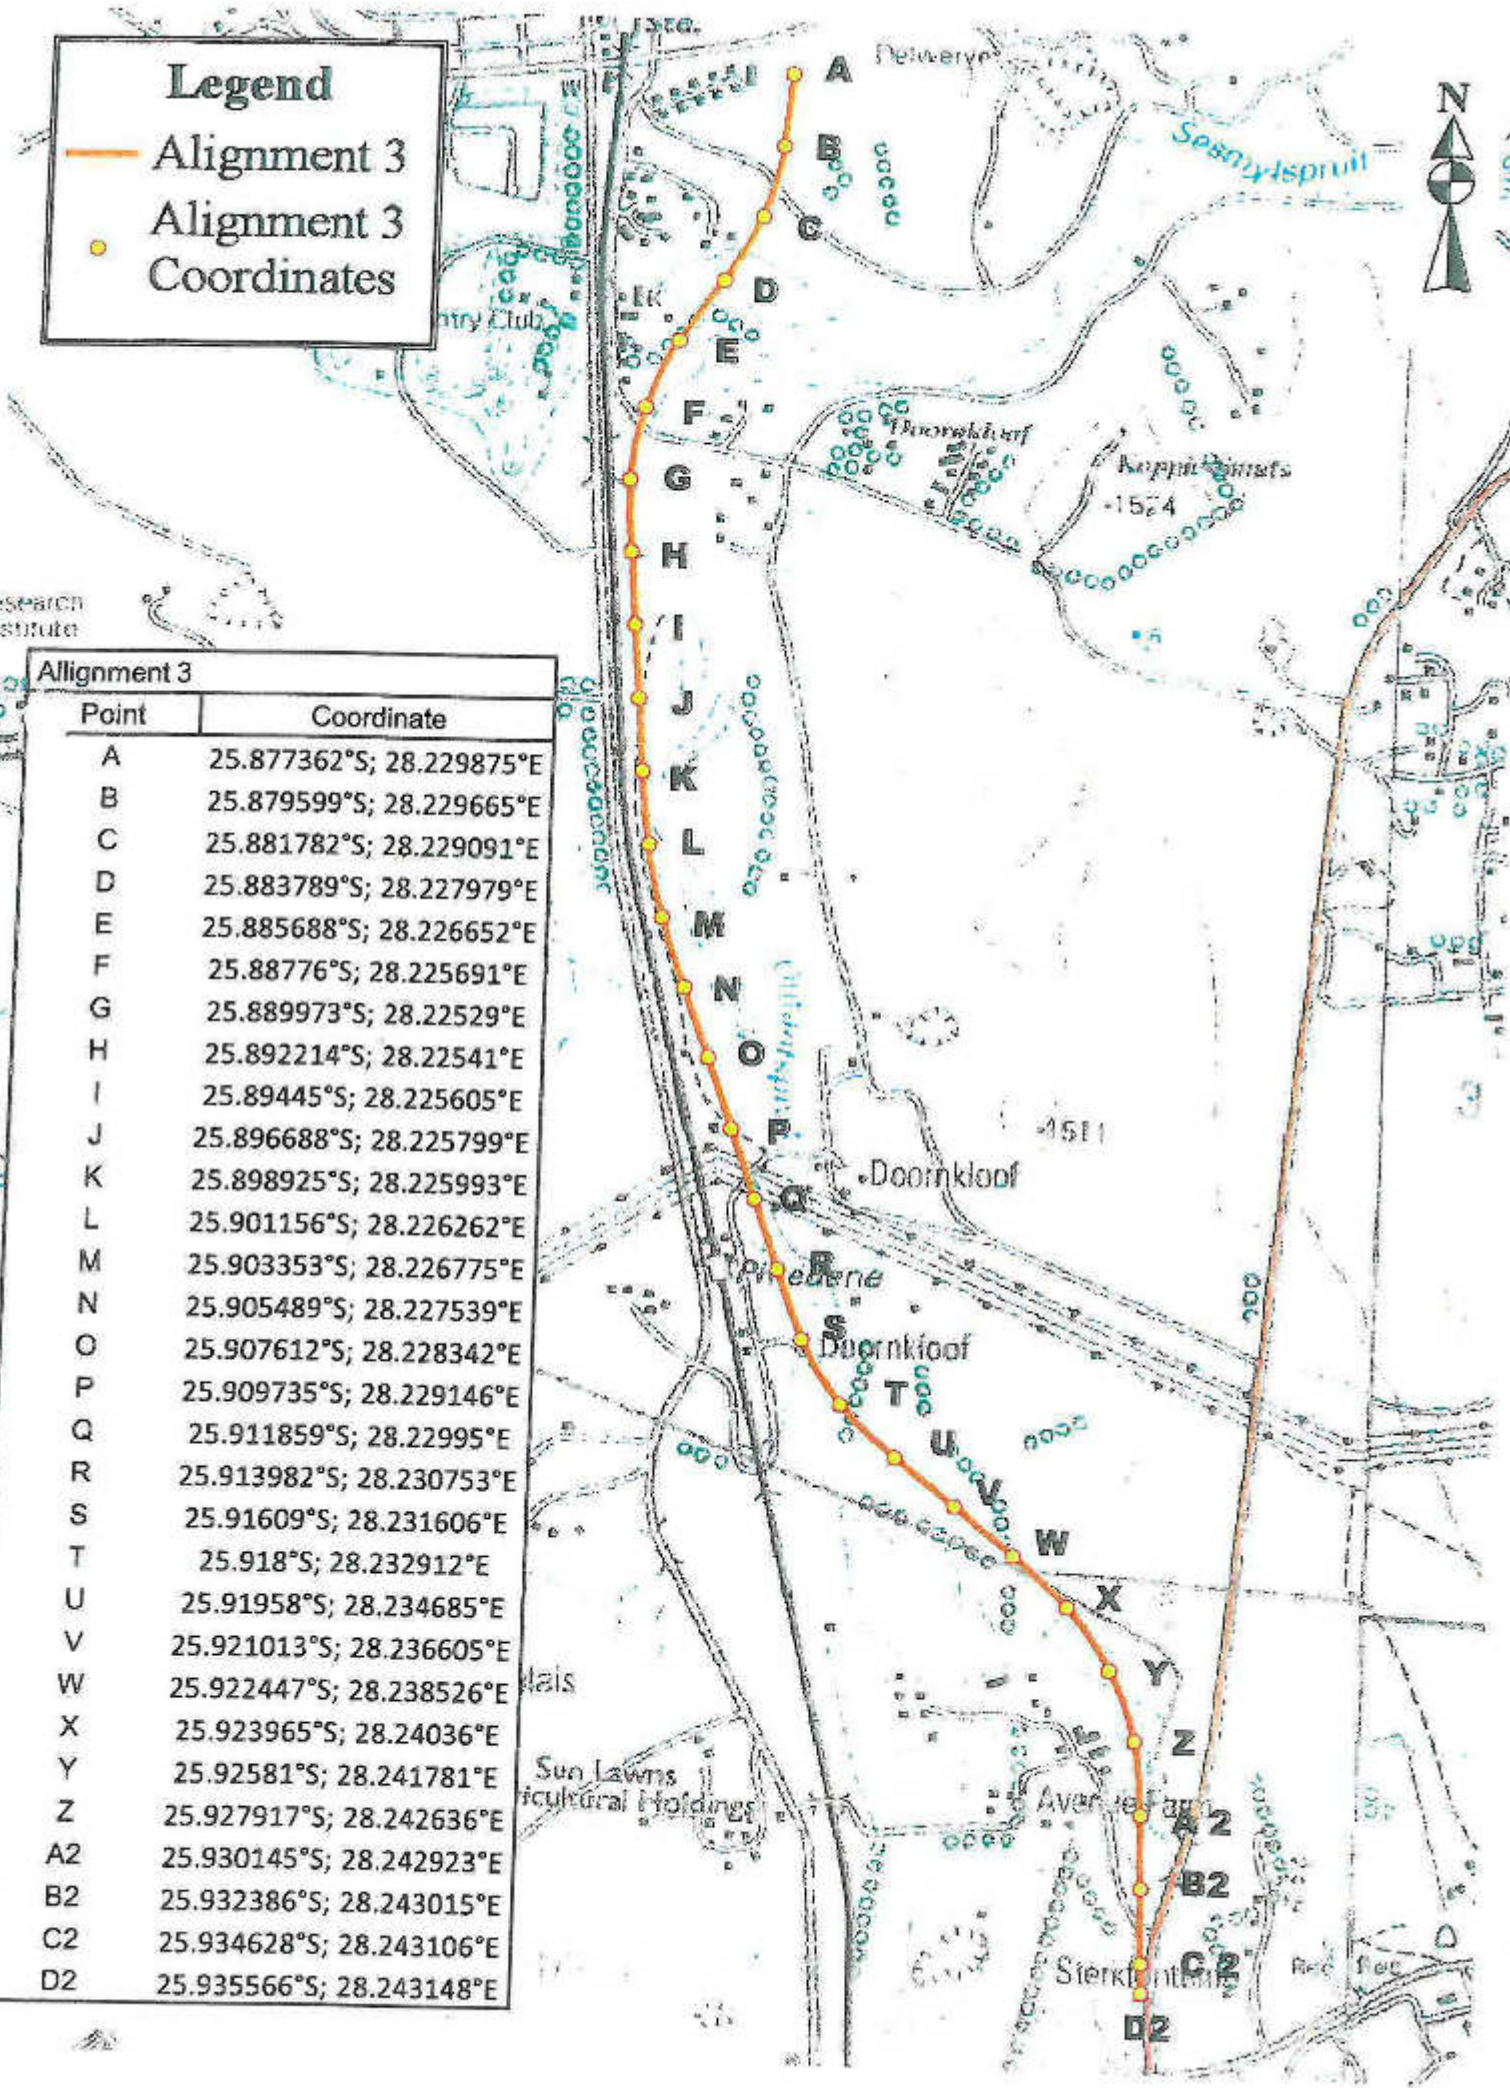 Legend
Alignment 3
Alignment 3
Coordinates
Sta.
A
B
C
D
E
F
G
H
I
J
K
L
M
N
O
P
Q
R
S
T
U
V
W
X
Y
Z
A2
B2
C2
D2
N
ntry Club
Doornkloof
Doornkloof
Sun Lawns
ricultural Holdings
Allignment 3
Point Coordinate
A 25.877362°S; 28.229875°E
B 25.879599°S; 28.229665°E
C 25.881782°S; 28.229091°E
D 25.883789°S; 28.227979°E
E 25.885688°S; 28.226652°E
F 25.88776°S; 28.225691°E
G 25.889973°S; 28.22529°E
H 25.892214°S; 28.22541°E
I 25.89445°S; 28.225605°E
J 25.896688°S; 28.225799°E
K 25.898925°S; 28.225993°E
L 25.901156°S; 28.226262°E
M 25.903353°S; 28.226775°E
N 25.905489°S; 28.227539°E
O 25.907612°S; 28.228342°E
P 25.909735°S; 28.229146°E
Q 25.911859°S; 28.22995°E
R 25.913982°S; 28.230753°E
S 25.91609°S; 28.231606°E
T 25.918°S; 28.232912°E
U 25.91958°S; 28.234685°E
V 25.921013°S; 28.236605°E
W 25.922447°S; 28.238526°E
X 25.923965°S; 28.24036°E
Y 25.92581°S; 28.241781°E
Z 25.927917°S; 28.242636°E
A2 25.930145°S; 28.242923°E
B2 25.932386°S; 28.243015°E
C2 25.934628°S; 28.243106°E
D2 25.935566°S; 28.243148°E